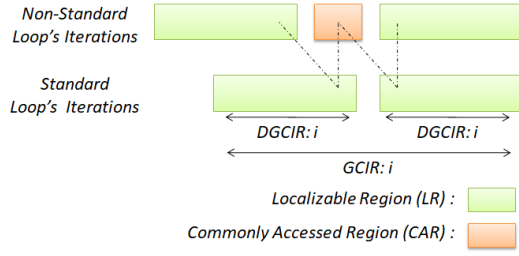 Non-Standard
Loop's Iterations
Standard
Loop's Iterations
DGCIR: i
DGCIR: i
GCIR: i
Localizable Region (LR) :
Commonly Accessed Region (CAR) :